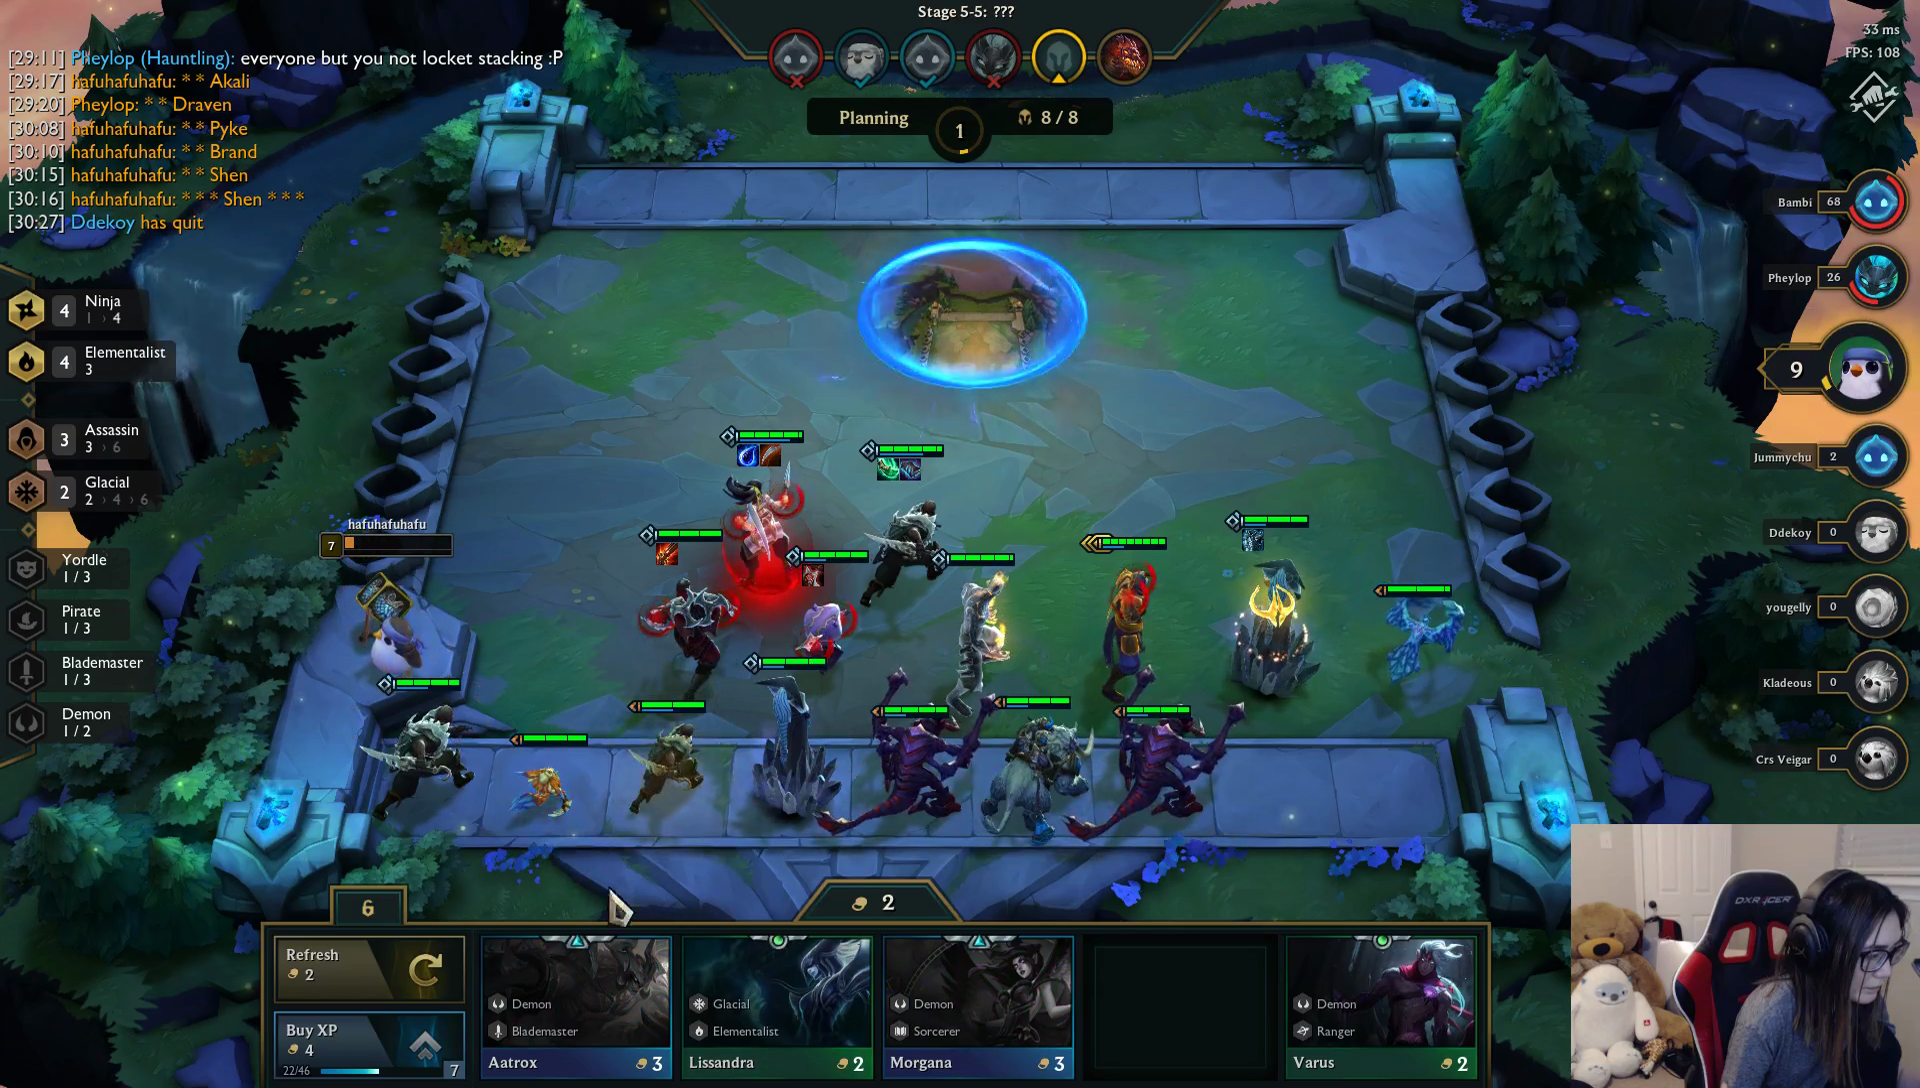 Stage 5-5: ???
33 ms
FPS: 108
[29:11] Pheylop (Hauntling): everyone but you not locket stacking :P
[29:17] hafuhafuhafu: * * Akali
[29:20] Pheylop: * * Draven
[30:08] hafuhafuhafu: * * Pyke
[30:10] hafuhafuhafu: * * Brand
[30:15] hafuhafuhafu: * * Shen
[30:16] hafuhafuhafu: * * * Shen * * *
[30:27] Ddekoy has quit
Planning
1
8 / 8
Bambi 68
Pheylop 26
9
Jummychu 2
Ddekoy 0
yougelly 0
Kladeous 0
Crs Veigar 0
4 Ninja
1 › 4
4 Elementalist
3
3 Assassin
3 › 6
2 Glacial
2 › 4 › 6
Yordle
1 / 3
Pirate
1 / 3
Blademaster
1 / 3
Demon
1 / 2
hafuhafuhafu
7
6
2
Refresh
2
Buy XP
4
22/46
7
Demon
Blademaster
Aatrox 3
Glacial
Elementalist
Lissandra 2
Demon
Sorcerer
Morgana 3
Demon
Ranger
Varus 2
DXRACER